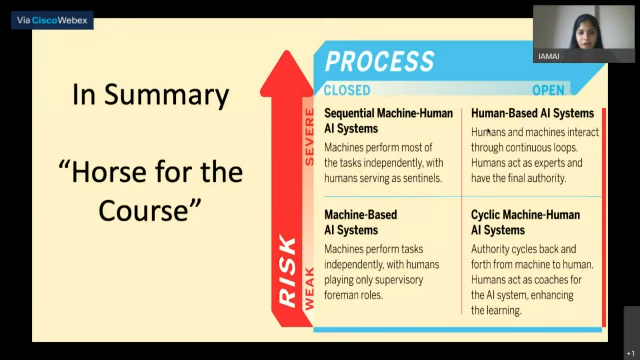 Via Cisco Webex
IAMAI
In Summary
"Horse for the
Course"
PROCESS
CLOSED
OPEN
RISK
SEVERE
WEAK
Sequential Machine-Human
AI Systems
Machines perform most of
the tasks independently, with
humans serving as sentinels.
Human-Based AI Systems
Humans and machines interact
through continuous loops.
Humans act as experts and
have the final authority.
Machine-Based
AI Systems
Machines perform tasks
independently, with humans
playing only supervisory
foreman roles.
Cyclic Machine-Human
AI Systems
Authority cycles back and
forth from machine to human.
Humans act as coaches for
the AI system, enhancing
the learning.
+1